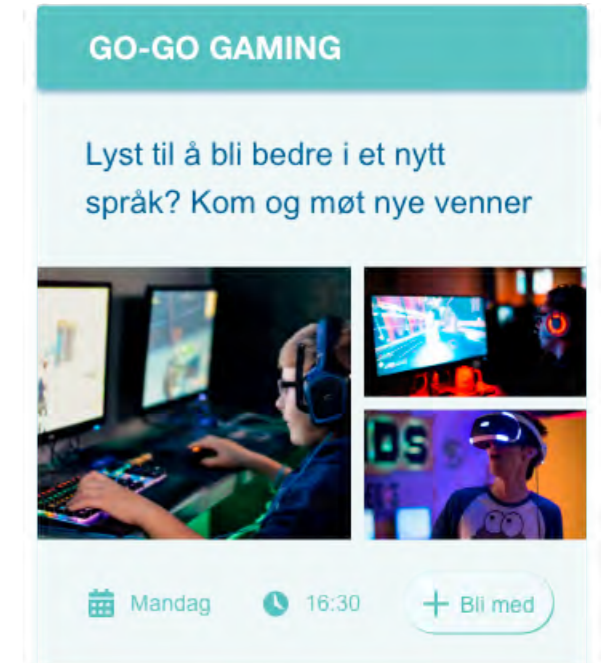 GO-GO GAMING
Lyst til å bli bedre i et nytt
språk? Kom og møt nye venner
DS
Mandag
16:30
+ Bli med